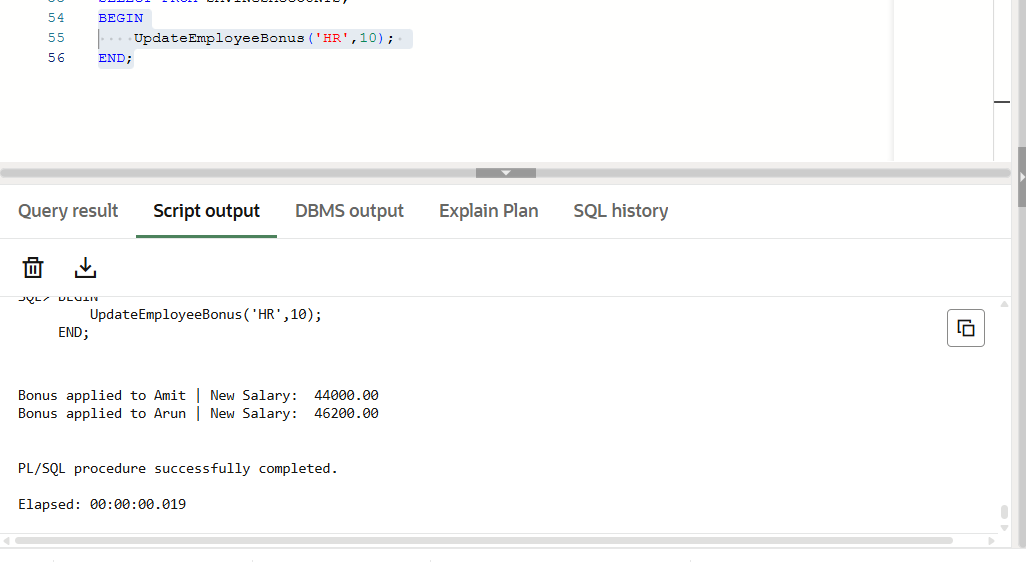 54 BEGIN
55 UpdateEmployeeBonus('HR',10);
56 END;
Query result Script output DBMS output Explain Plan SQL history
SQL> BEGIN
UpdateEmployeeBonus('HR',10);
END;
Bonus applied to Amit | New Salary: 44000.00
Bonus applied to Arun | New Salary: 46200.00
PL/SQL procedure successfully completed.
Elapsed: 00:00:00.019